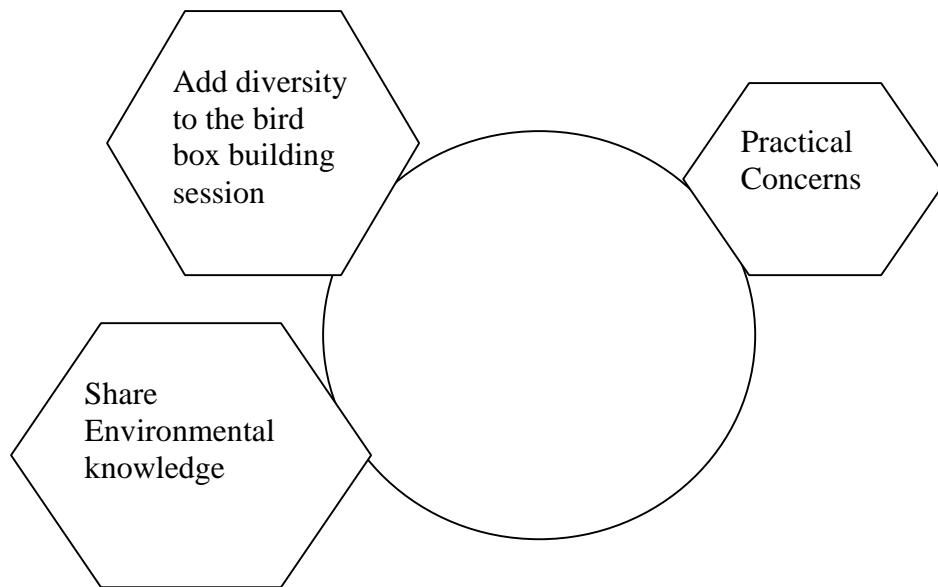 Add diversity
to the bird
box building
session
Practical
Concerns
Share
Environmental
knowledge